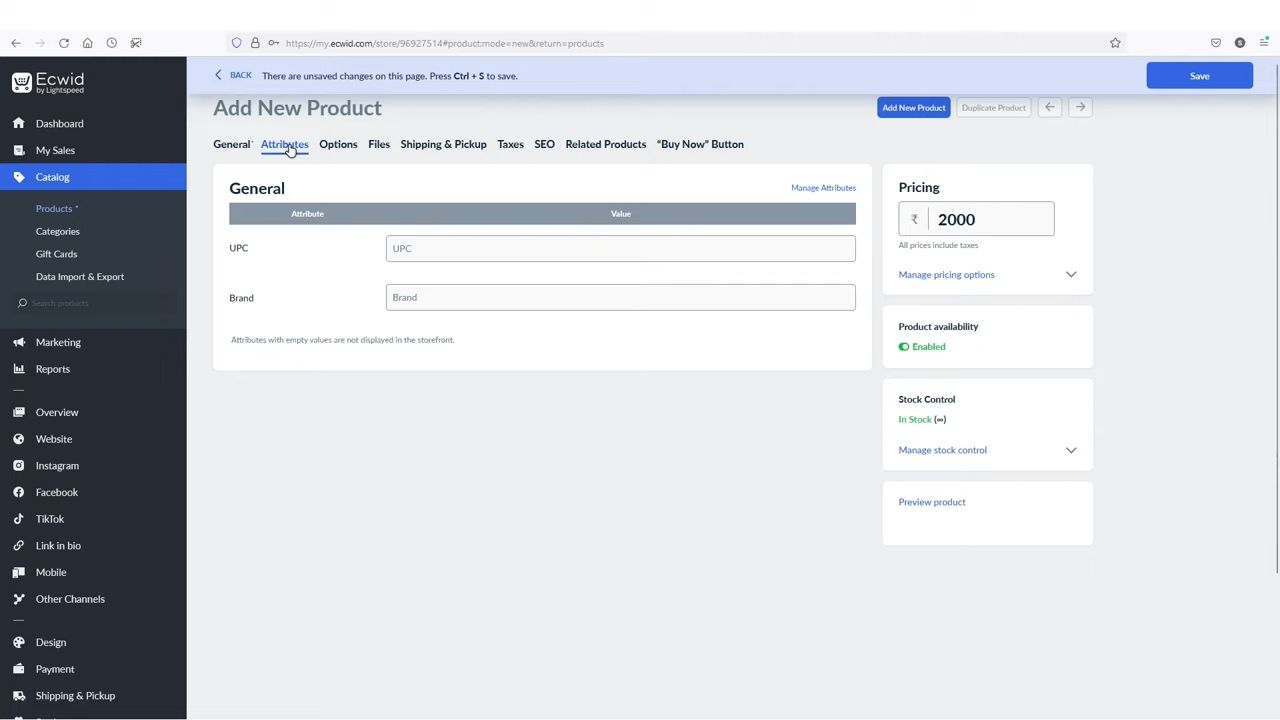 https://my.ecwid.com/store/96927514#product:mode=new&return=products
Ecwid
by Lightspeed
BACK
There are unsaved changes on this page. Press Ctrl + S to save.
Save
Add New Product
Add New Product
Duplicate Product
Dashboard
My Sales
Catalog
Products *
Categories
Gift Cards
Data Import & Export
Search products
Marketing
Reports
Overview
Website
Instagram
Facebook
TikTok
Link in bio
Mobile
Other Channels
Design
Payment
Shipping & Pickup
General* Attributes Options Files Shipping & Pickup Taxes SEO Related Products “Buy Now” Button
General
Manage Attributes
Attribute Value
UPC UPC
Brand Brand
Attributes with empty values are not displayed in the storefront.
Pricing
₹ 2000
All prices include taxes
Manage pricing options
Product availability
Enabled
Stock Control
In Stock (∞)
Manage stock control
Preview product